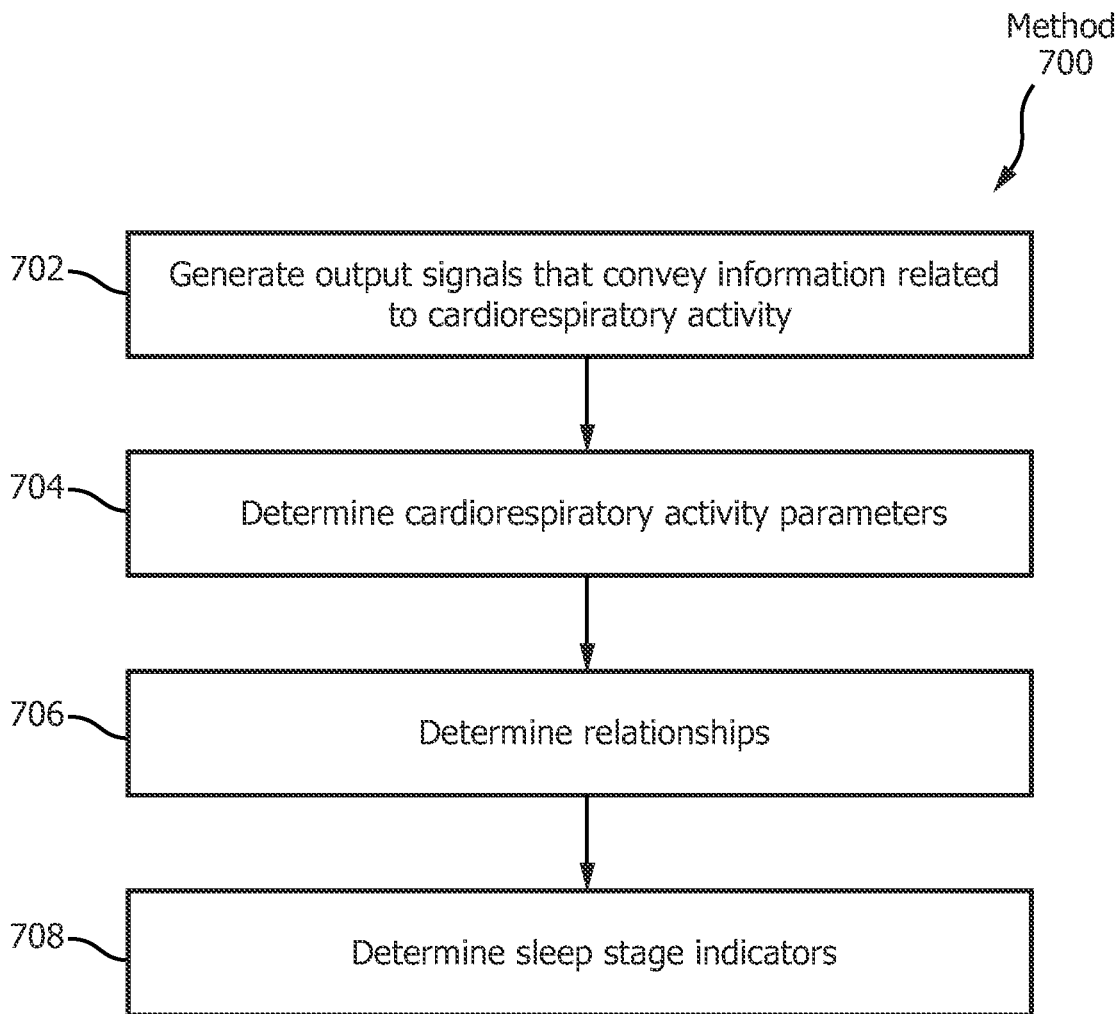 Method
700
702
Generate output signals that convey information related
to cardiorespiratory activity
704
Determine cardiorespiratory activity parameters
706
Determine relationships
708
Determine sleep stage indicators